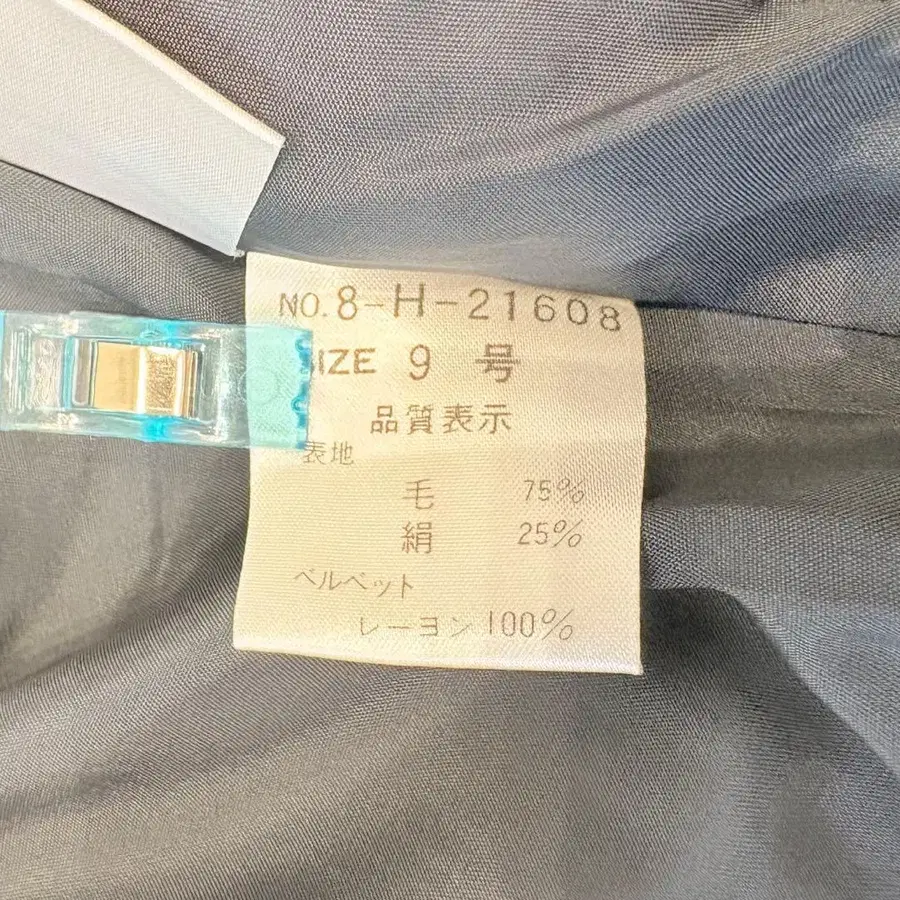 NO. 8-H-21608
SIZE 9 号
品質表示
表地
毛 75%
絹 25%
ベルベット
レーヨン 100%